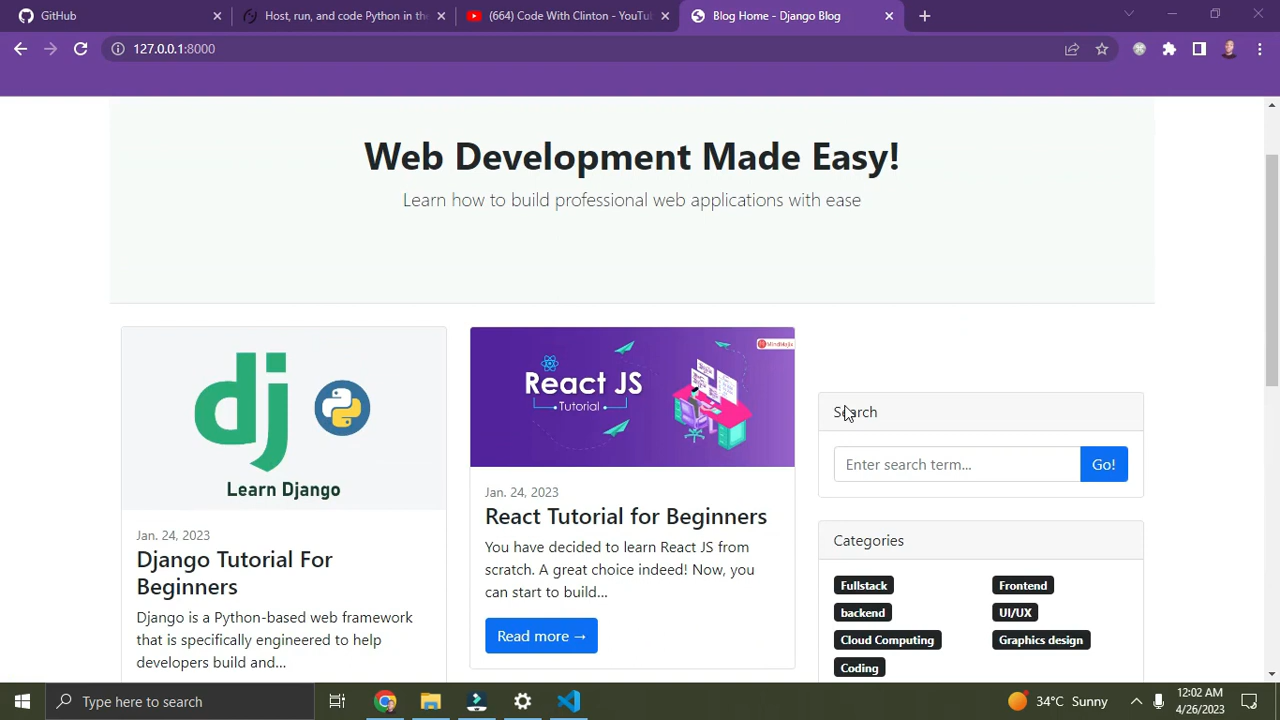 GitHub
Host, run, and code Python in the
(664) Code With Clinton - YouTu
Blog Home - Django Blog
127.0.0.1:8000
Web Development Made Easy!
Learn how to build professional web applications with ease
dj
Learn Django
Jan. 24, 2023
Django Tutorial For
Beginners
Django is a Python-based web framework
that is specifically engineered to help
developers build and...
React JS
Tutorial
Jan. 24, 2023
React Tutorial for Beginners
You have decided to learn React JS from
scratch. A great choice indeed! Now, you
can start to build...
Read more →
Search
Enter search term...
Go!
Categories
Fullstack
Frontend
backend
UI/UX
Cloud Computing
Graphics design
Coding
Type here to search
34°C Sunny
12:02 AM
4/26/2023